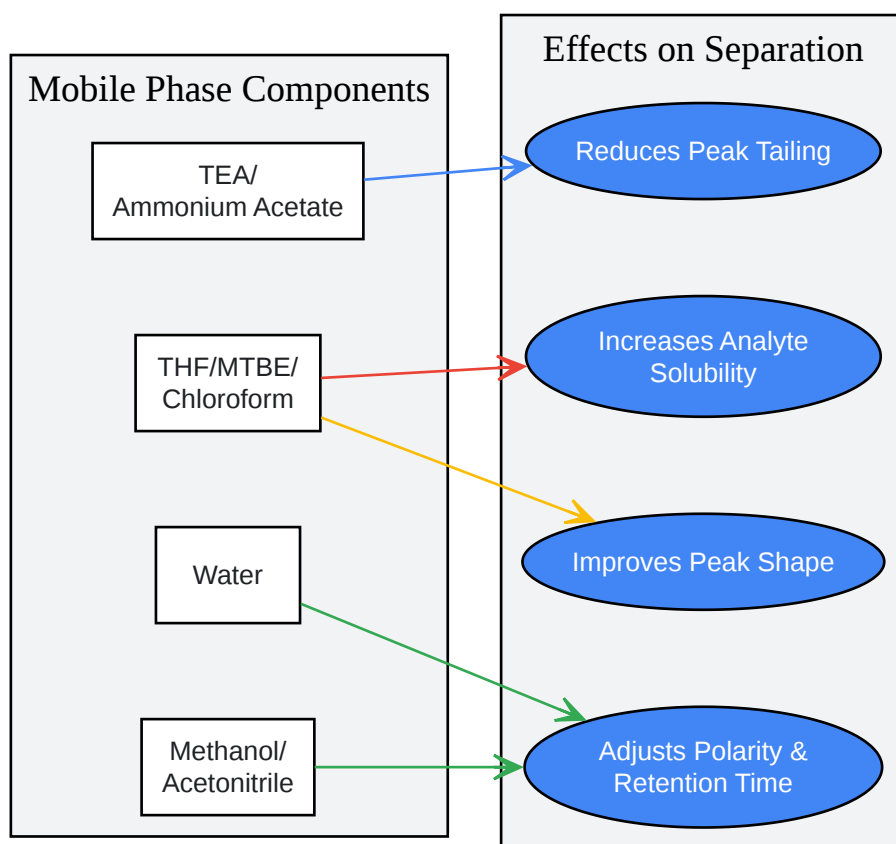 Mobile Phase Components
TEA/
Ammonium Acetate
THF/MTBE/
Chloroform
Water
Methanol/
Acetonitrile
Effects on Separation
Reduces Peak Tailing
Increases Analyte
Solubility
Improves Peak Shape
Adjusts Polarity &
Retention Time